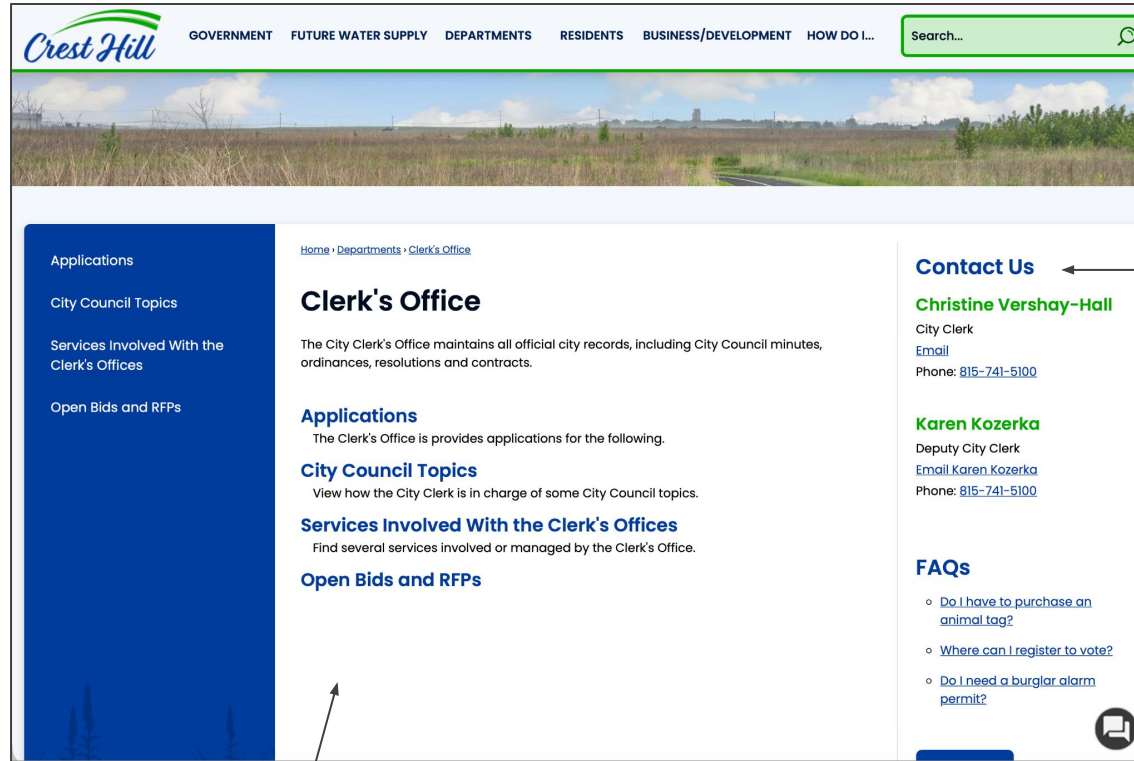 Crest Hill
GOVERNMENT FUTURE WATER SUPPLY DEPARTMENTS RESIDENTS BUSINESS/DEVELOPMENT HOW DO I...
Search...
Applications
City Council Topics
Services Involved With the
Clerk's Offices
Open Bids and RFPs
Home › Departments › Clerk's Office
Clerk's Office
The City Clerk's Office maintains all official city records, including City Council minutes,
ordinances, resolutions and contracts.
Applications
The Clerk's Office is provides applications for the following.
City Council Topics
View how the City Clerk is in charge of some City Council topics.
Services Involved With the Clerk's Offices
Find several services involved or managed by the Clerk's Office.
Open Bids and RFPs
Contact Us
Christine Vershay-Hall
City Clerk
Email
Phone: 815-741-5100
Karen Kozerka
Deputy City Clerk
Email Karen Kozerka
Phone: 815-741-5100
FAQs
Do I have to purchase an
animal tag?
Where can I register to vote?
Do I need a burglar alarm
permit?